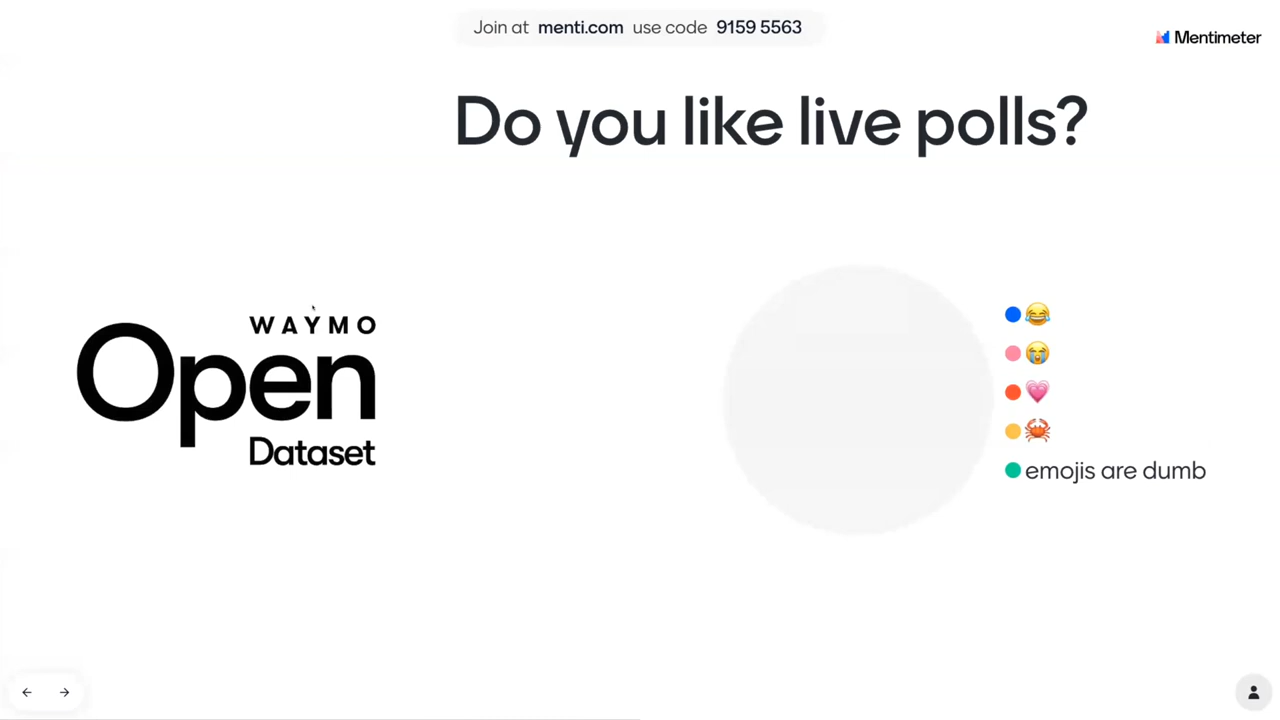 Join at menti.com use code 9159 5563
Mentimeter
Do you like live polls?
WAYMO
Open
Dataset
😂
😭
💗
🦀
emojis are dumb